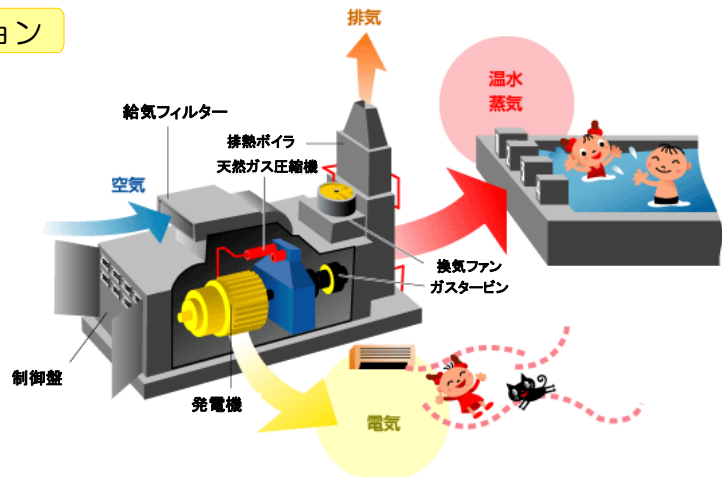 ョン
排気
温水
蒸気
給気フィルター
排熱ボイラ
天然ガス圧縮機
空気
換気ファン
ガスタービン
制御盤
発電機
電気